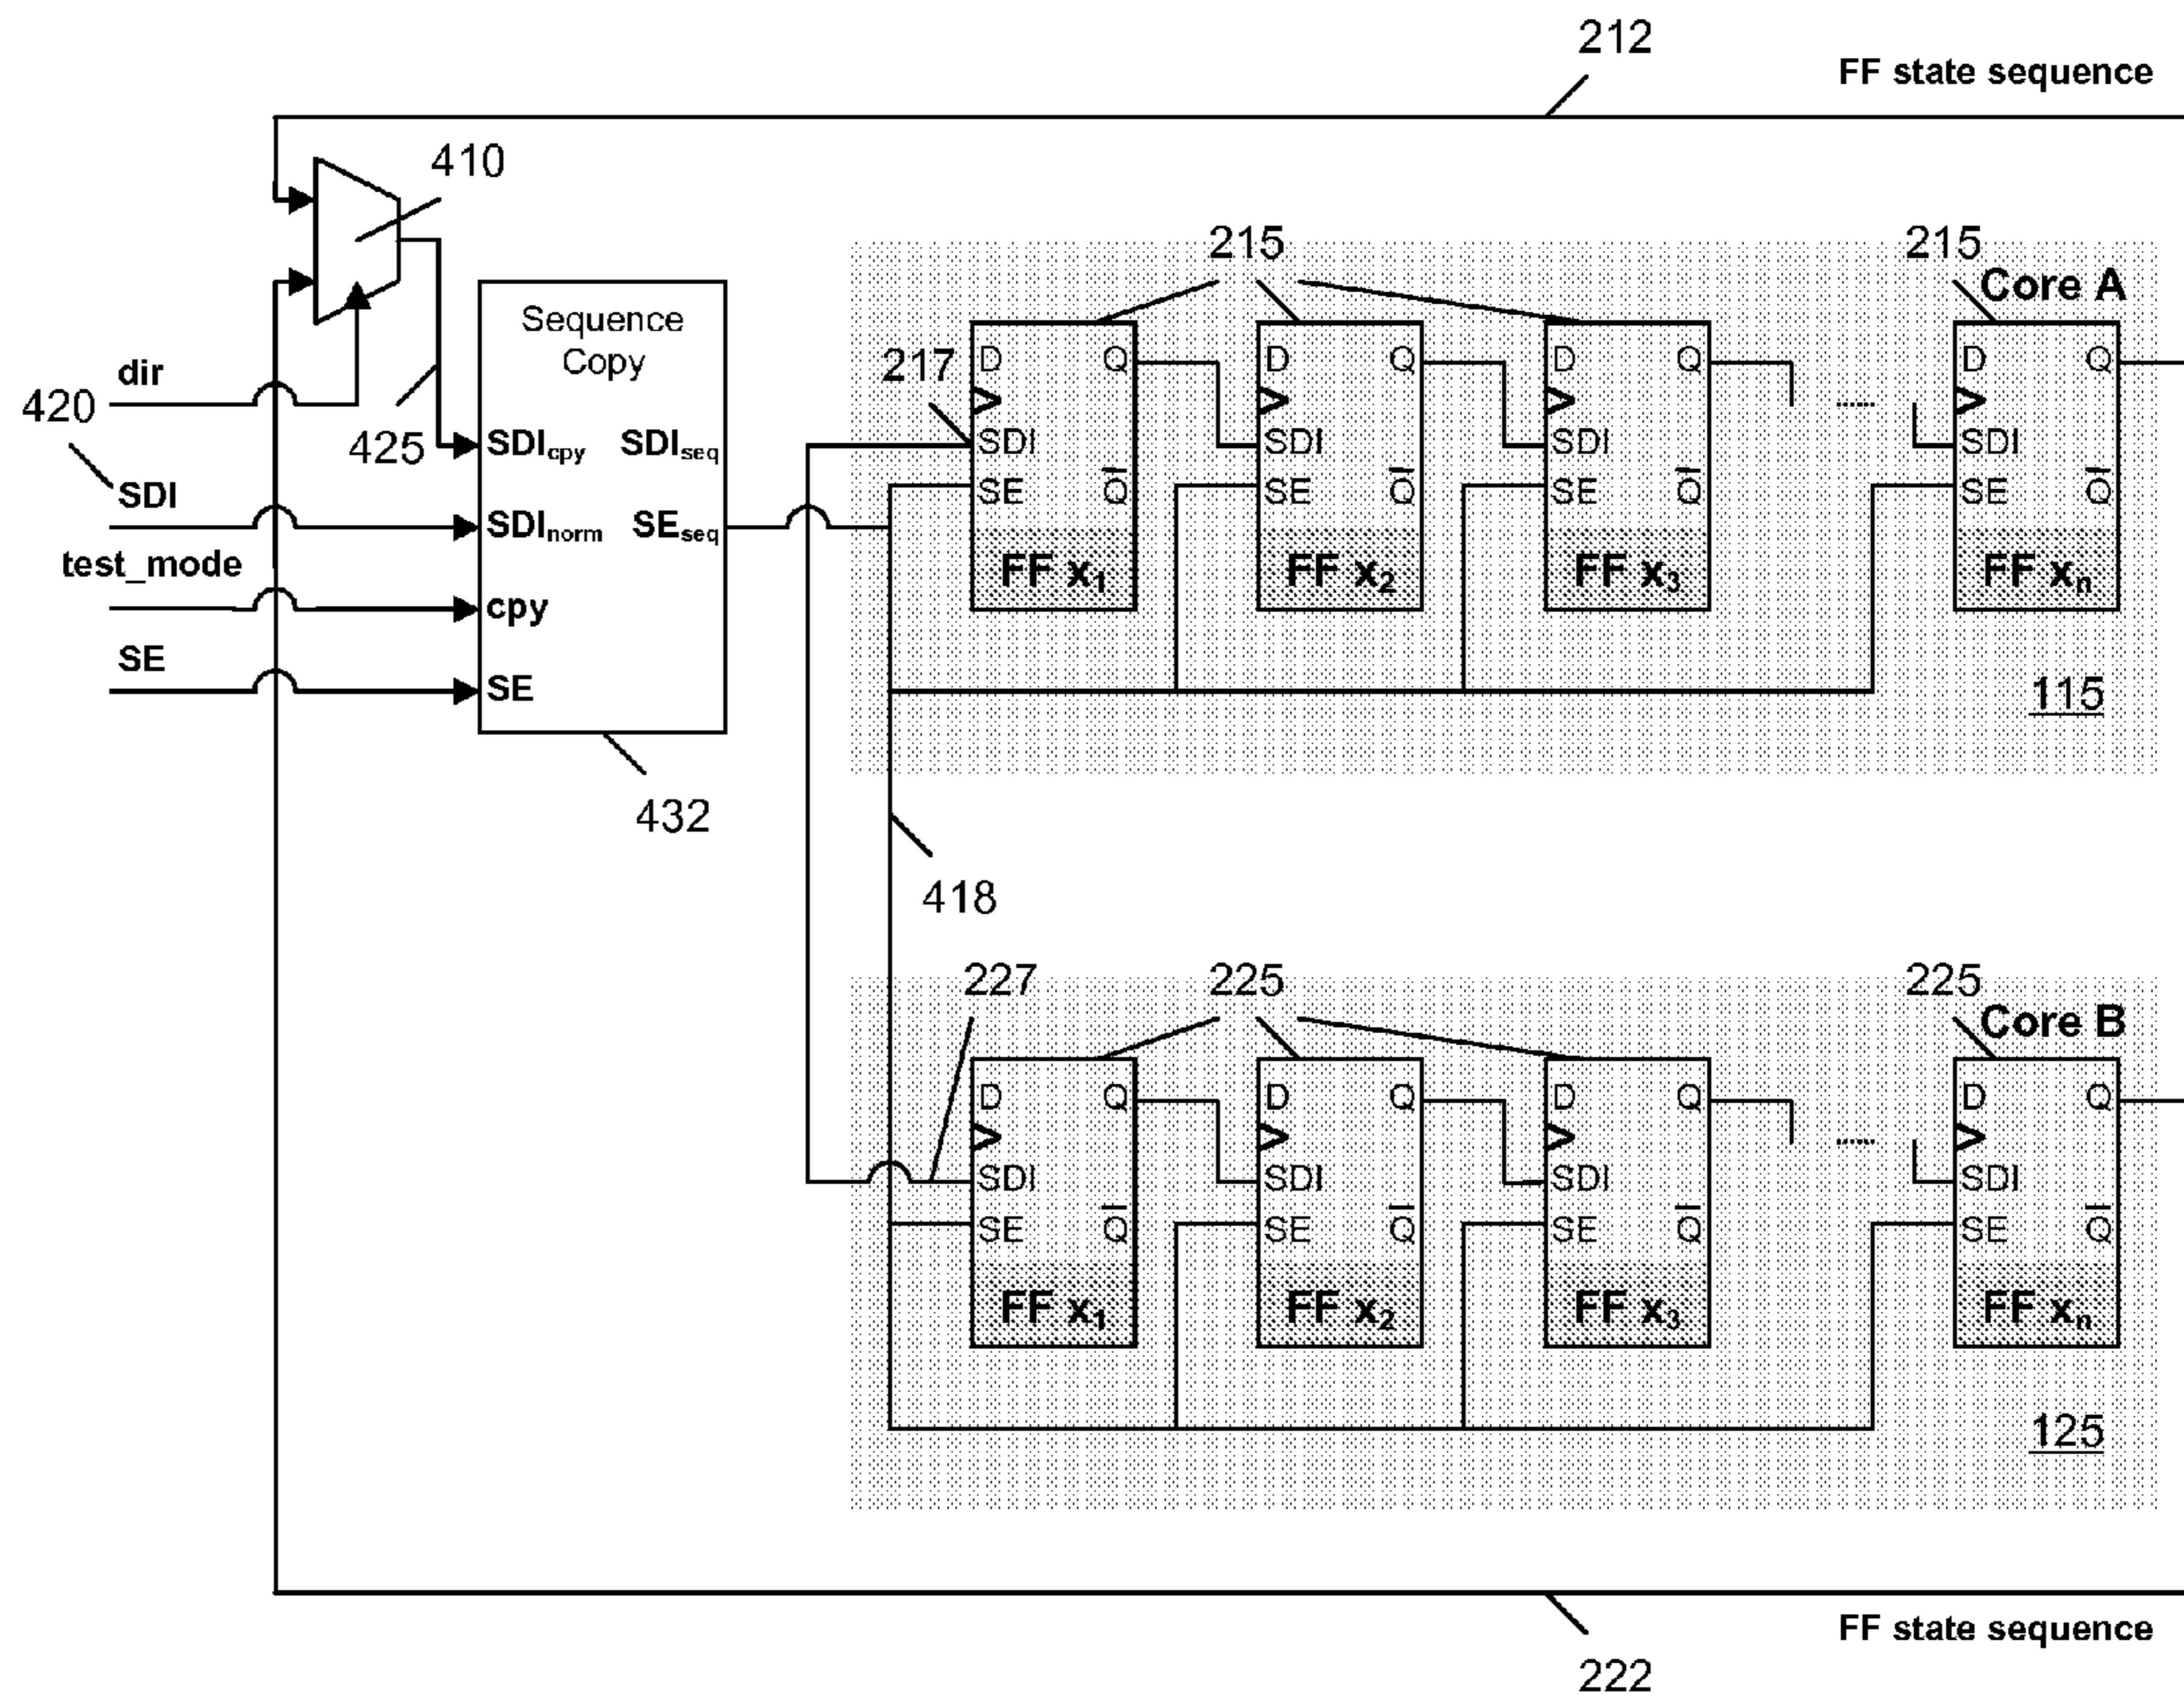 212
FF state sequence
410
215
215
Core A
Sequence
Copy
dir
217
420
425
SDI
test_mode
SE
SDIcpy SDIseq
SDInorm SEseq
cpy
SE
D Q
SDI
SE Q̅
FF x₁
D Q
SDI
SE Q̅
FF x₂
D Q
SDI
SE Q̅
FF x₃
......
D Q
SDI
SE Q̅
FF xₙ
115
432
418
227
225
225
Core B
D Q
SDI
SE Q̅
FF x₁
D Q
SDI
SE Q̅
FF x₂
D Q
SDI
SE Q̅
FF x₃
......
D Q
SDI
SE Q̅
FF xₙ
125
FF state sequence
222